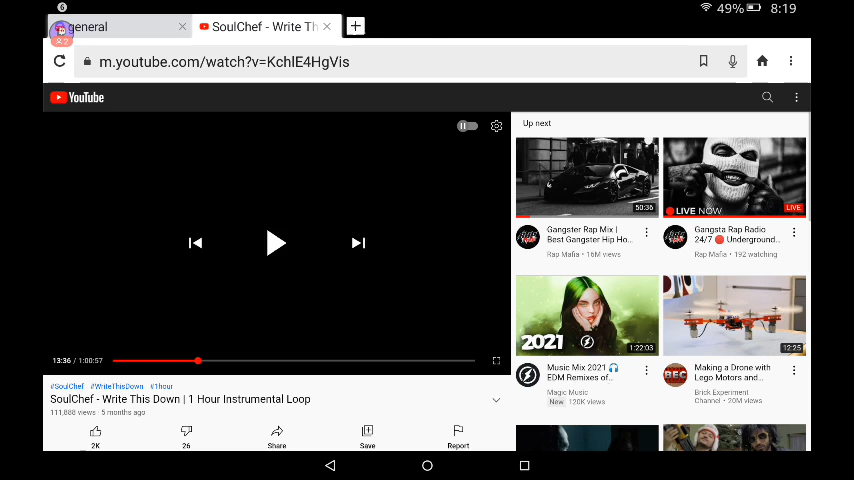 6
49%
8:19
general
SoulChef - Write Th
m.youtube.com/watch?v=KchlE4HgVis
YouTube
Up next
50:36
LIVE NOW
LIVE
Gangster Rap Mix |
Best Gangster Hip Ho...
Rap Mafia • 16M views
Gangsta Rap Radio
24/7 🔴 Underground...
Rap Mafia • 192 watching
13:36 / 1:00:57
2021
1:22:03
12:25
Music Mix 2021 🎧
EDM Remixes of...
Magic Music
New 120K views
BEC
Making a Drone with
Lego Motors and...
Brick Experiment
Channel • 20M views
#SoulChef #WriteThisDown #1hour
SoulChef - Write This Down | 1 Hour Instrumental Loop
111,888 views · 5 months ago
2K
26
Share
Save
Report